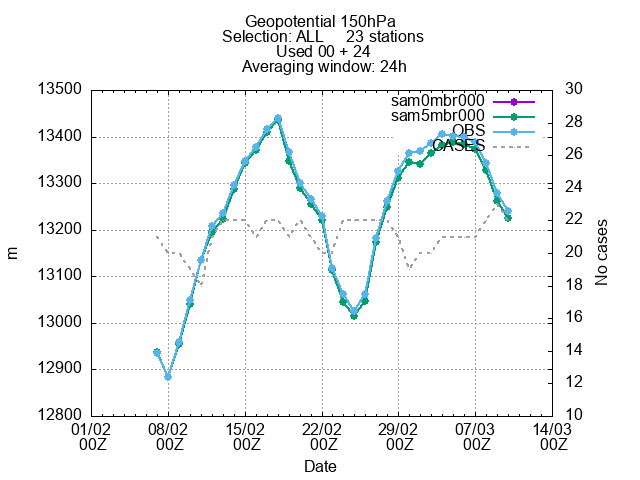 Geopotential 150hPa
Selection: ALL 23 stations
Used 00 + 24
Averaging window: 24h
sam0mbr000
sam5mbr000
OBS
CASES
13500
13400
13300
13200
13100
13000
12900
12800
m
30
28
26
24
22
20
18
16
14
12
10
No cases
01/02 08/02 15/02 22/02 29/02 07/03 14/03
00Z 00Z 00Z 00Z 00Z 00Z 00Z
Date